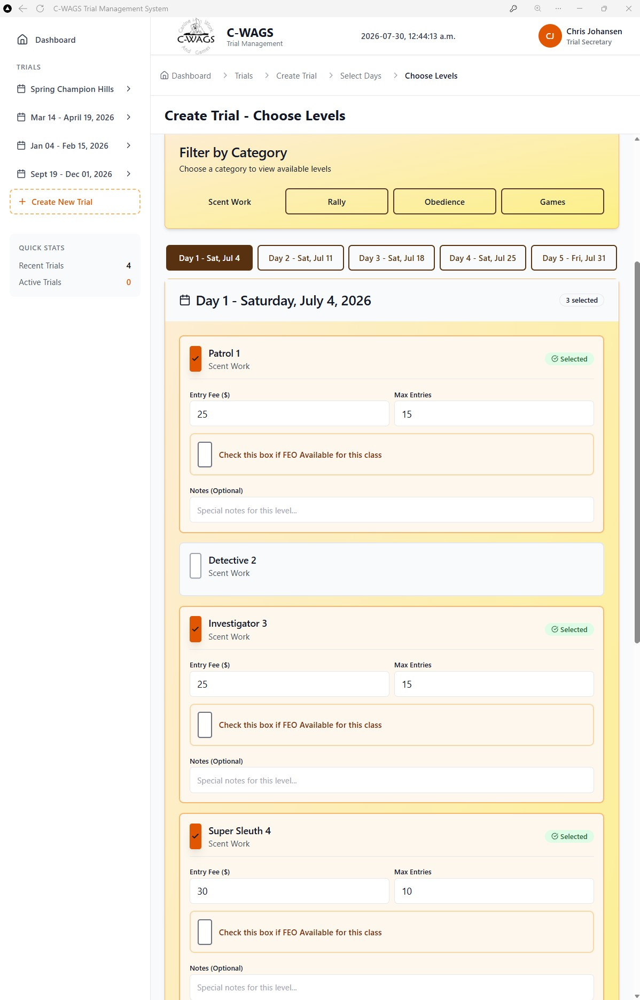 C-WAGS Trial Management System
Dashboard
TRIALS
Spring Champion Hills
Mar 14 - April 19, 2026
Jan 04 - Feb 15, 2026
Sept 19 - Dec 01, 2026
Create New Trial
QUICK STATS
Recent Trials 4
Active Trials 0
Canine Work
C-WAGS
And Games
C-WAGS
Trial Management
2026-07-30, 12:44:13 a.m.
CJ
Chris Johansen
Trial Secretary
Dashboard > Trials > Create Trial > Select Days > Choose Levels
Create Trial - Choose Levels
Filter by Category
Choose a category to view available levels
Scent Work Rally Obedience Games
Day 1 - Sat, Jul 4 Day 2 - Sat, Jul 11 Day 3 - Sat, Jul 18 Day 4 - Sat, Jul 25 Day 5 - Fri, Jul 31
Day 1 - Saturday, July 4, 2026 3 selected
Patrol 1
Scent Work
Selected
Entry Fee ($) Max Entries
25 15
Check this box if FEO Available for this class
Notes (Optional)
Special notes for this level...
Detective 2
Scent Work
Investigator 3
Scent Work
Selected
Entry Fee ($) Max Entries
25 15
Check this box if FEO Available for this class
Notes (Optional)
Special notes for this level...
Super Sleuth 4
Scent Work
Selected
Entry Fee ($) Max Entries
30 10
Check this box if FEO Available for this class
Notes (Optional)
Special notes for this level...